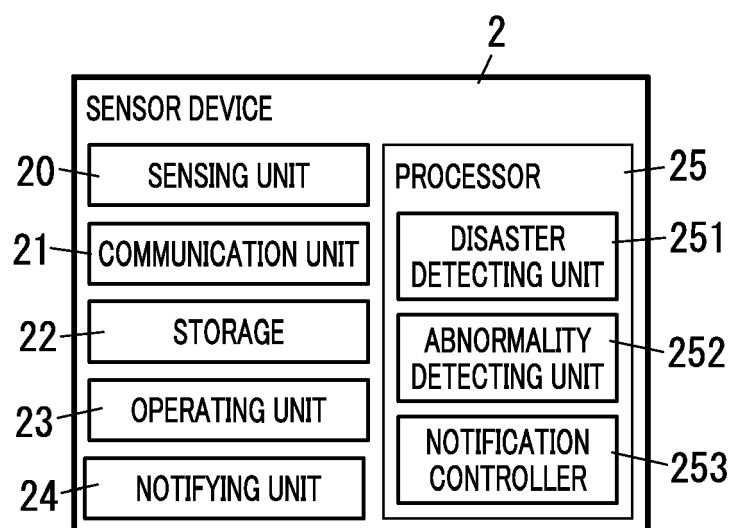 2
SENSOR DEVICE
20
SENSING UNIT
21
COMMUNICATION UNIT
22
STORAGE
23
OPERATING UNIT
24
NOTIFYING UNIT
PROCESSOR
25
DISASTER
DETECTING UNIT
251
ABNORMALITY
DETECTING UNIT
252
NOTIFICATION
CONTROLLER
253